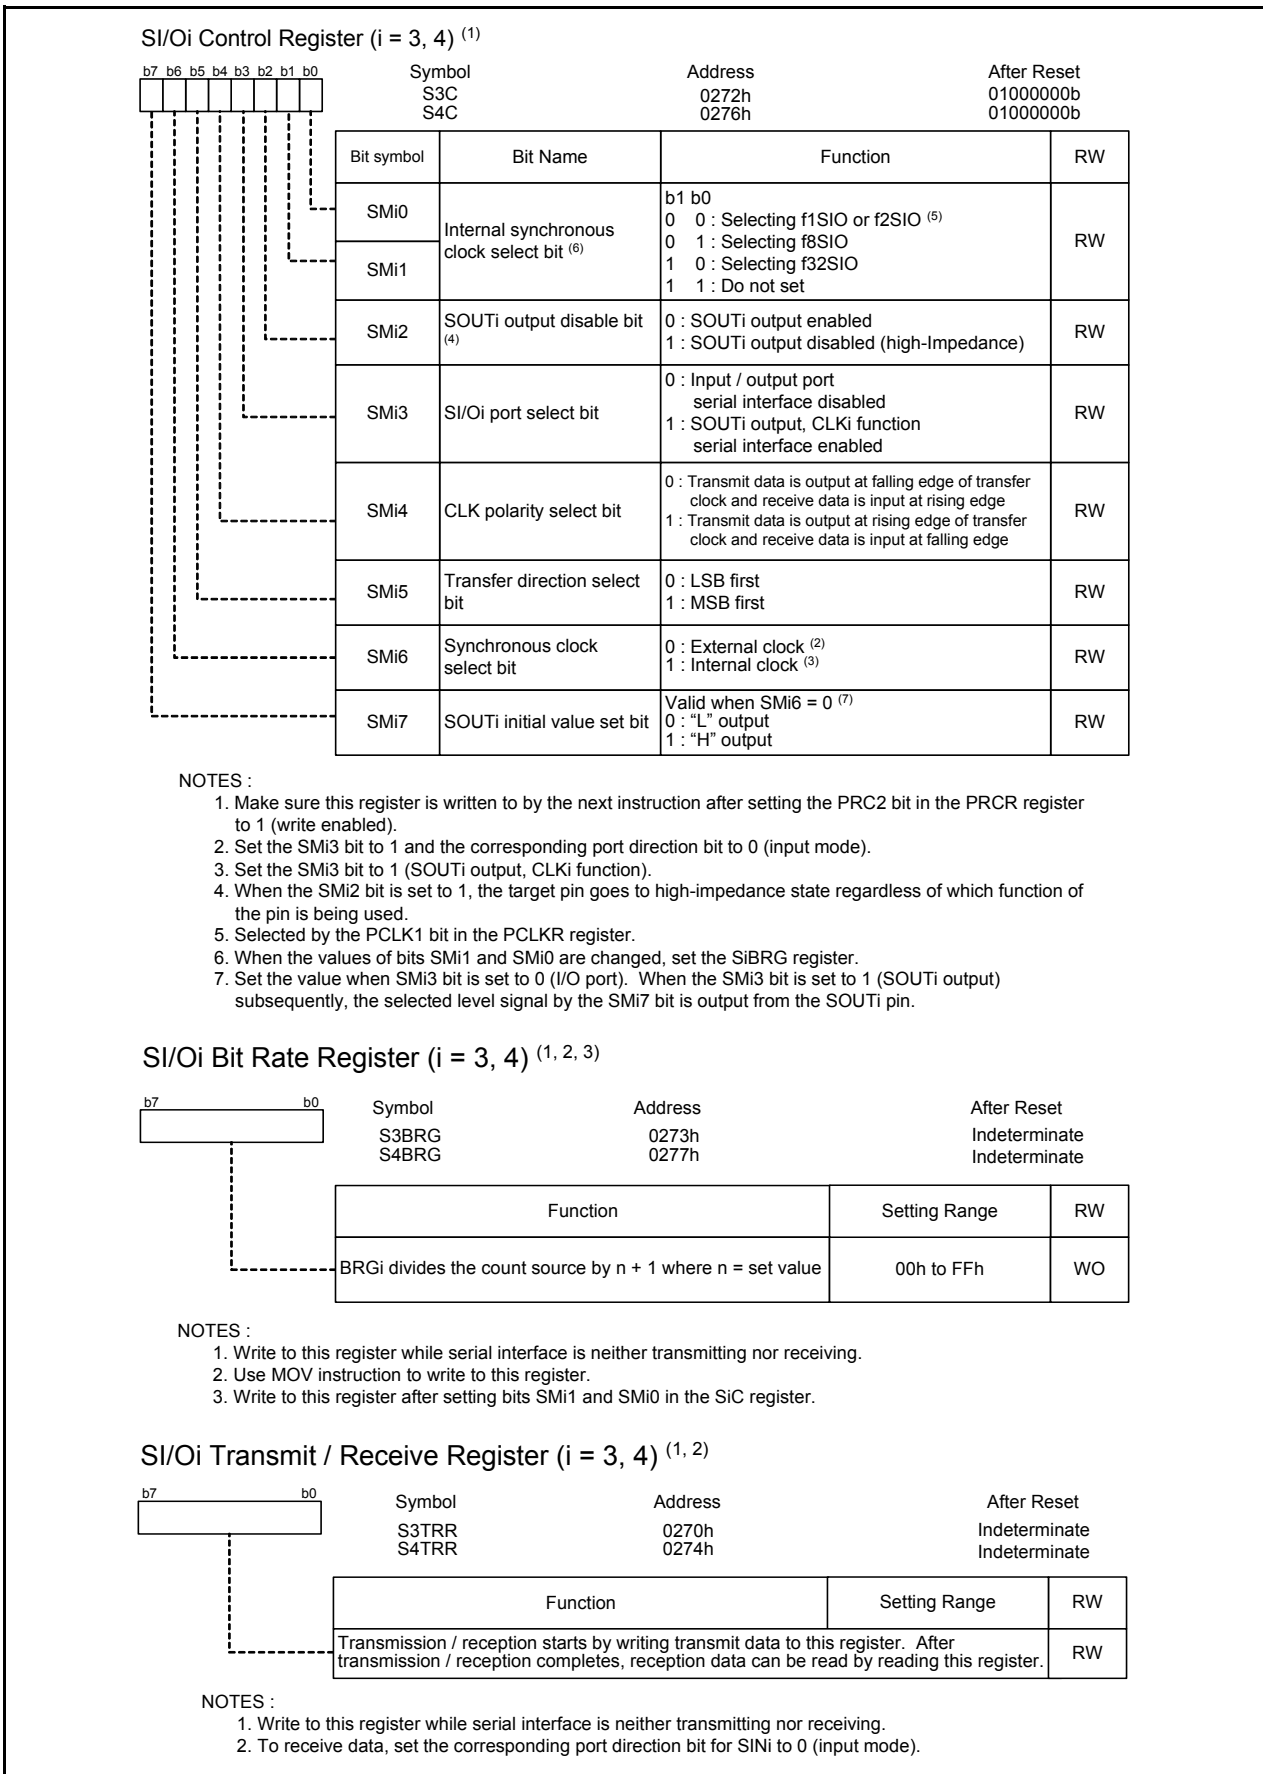 SI/Oi Control Register (i = 3, 4) (1)
b7 b6 b5 b4 b3 b2 b1 b0
Symbol Address After Reset
S3C 0272h 01000000b
S4C 0276h 01000000b
Bit symbol Bit Name Function RW
SMi0
SMi1
Internal synchronous
clock select bit (6)
b1 b0
0 0 : Selecting f1SIO or f2SIO (5)
0 1 : Selecting f8SIO
1 0 : Selecting f32SIO
1 1 : Do not set
RW
SMi2
SOUTi output disable bit
(4)
0 : SOUTi output enabled
1 : SOUTi output disabled (high-Impedance)
RW
SMi3
SI/Oi port select bit
0 : Input / output port
serial interface disabled
1 : SOUTi output, CLKi function
serial interface enabled
RW
SMi4
CLK polarity select bit
0 : Transmit data is output at falling edge of transfer
clock and receive data is input at rising edge
1 : Transmit data is output at rising edge of transfer
clock and receive data is input at falling edge
RW
SMi5
Transfer direction select
bit
0 : LSB first
1 : MSB first
RW
SMi6
Synchronous clock
select bit
0 : External clock (2)
1 : Internal clock (3)
RW
SMi7
SOUTi initial value set bit
Valid when SMi6 = 0 (7)
0 : “L” output
1 : “H” output
RW
NOTES :
1. Make sure this register is written to by the next instruction after setting the PRC2 bit in the PRCR register
to 1 (write enabled).
2. Set the SMi3 bit to 1 and the corresponding port direction bit to 0 (input mode).
3. Set the SMi3 bit to 1 (SOUTi output, CLKi function).
4. When the SMi2 bit is set to 1, the target pin goes to high-impedance state regardless of which function of
the pin is being used.
5. Selected by the PCLK1 bit in the PCLKR register.
6. When the values of bits SMi1 and SMi0 are changed, set the SiBRG register.
7. Set the value when SMi3 bit is set to 0 (I/O port). When the SMi3 bit is set to 1 (SOUTi output)
subsequently, the selected level signal by the SMi7 bit is output from the SOUTi pin.
SI/Oi Bit Rate Register (i = 3, 4) (1, 2, 3)
b7 b0
Symbol Address After Reset
S3BRG 0273h Indeterminate
S4BRG 0277h Indeterminate
Function Setting Range RW
BRGi divides the count source by n + 1 where n = set value 00h to FFh WO
NOTES :
1. Write to this register while serial interface is neither transmitting nor receiving.
2. Use MOV instruction to write to this register.
3. Write to this register after setting bits SMi1 and SMi0 in the SiC register.
SI/Oi Transmit / Receive Register (i = 3, 4) (1, 2)
b7 b0
Symbol Address After Reset
S3TRR 0270h Indeterminate
S4TRR 0274h Indeterminate
Function Setting Range RW
Transmission / reception starts by writing transmit data to this register. After
transmission / reception completes, reception data can be read by reading this register.
RW
NOTES :
1. Write to this register while serial interface is neither transmitting nor receiving.
2. To receive data, set the corresponding port direction bit for SINi to 0 (input mode).